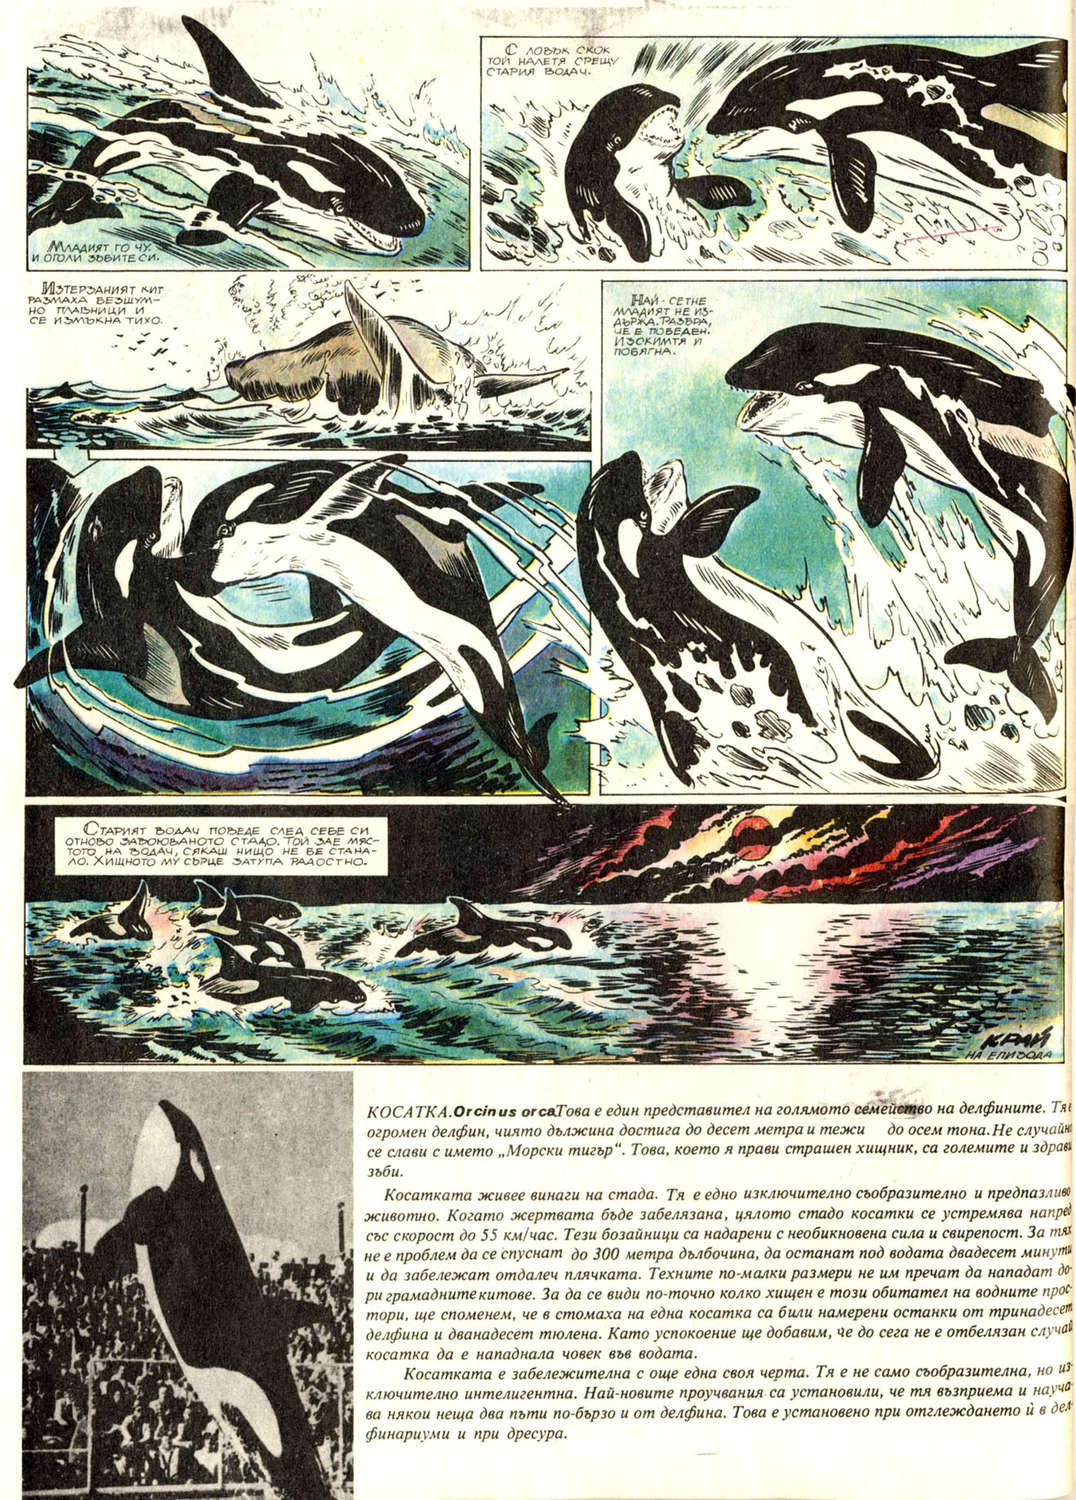 МЛАДИЯТ ГО ЧУ
И ОГОЛИ ЗЪБИТЕ СИ.
С ЛОВЪК СКОК
ТОЙ НАЛЕТЯ СРЕЩУ
СТАРИЯ ВОДАЧ.
ИЗТЕРЗАНИЯТ КИТ
РАЗМАХА БЕЗШУМ-
НО ПЛАВНИЦИ И
СЕ ИЗМЪКНА ТИХО.
НАЙ-СЕТНЕ
МЛАДИЯТ НЕ ИЗ-
ДЪРЖА. РАЗБРА,
ЧЕ Е ПОБЕДЕН.
ИЗСКИМТЯ И
ПОБЯГНА.
СТАРИЯТ ВОДАЧ ПОВЕДЕ СЛЕД СЕБЕ СИ
ОТНОВО ЗАВОЮВАНОТО СТАДО. ТОЙ ЗАЕ МЯС-
ТОТО НА ВОДАЧ, СЯКАШ НИЩО НЕ БЕ СТАНА-
ЛО. ХИЩНОТО МУ СЪРЦЕ ЗАТУПА РАДОСТНО.
КРАЙ
НА ЕПИЗОДА
КОСАТКА.Orcinus orcaТова е един представител на голямото семейство на делфините. Тя е
огромен делфин, чиято дължина достига до десет метра и тежи до осем тона. Не случайно
се слави с името „Морски тигър“. Това, което я прави страшен хищник, са големите и здрави
зъби.
Косатката живее винаги на стада. Тя е едно изключително съобразително и предпазливо
животно. Когато жертвата бъде забелязана, цялото стадо косатки се устремява напред
със скорост до 55 км/час. Тези бозайници са надарени с необикновена сила и свирепост. За тях
не е проблем да се спуснат до 300 метра дълбочина, да останат под водата двадесет минути
и да забележат отдалеч плячката. Техните по-малки размери не им пречат да нападат до-
ри грамадните китове. За да се види по-точно колко хищен е този обитател на водните прос-
тори, ще споменем, че в стомаха на една косатка са били намерени останки от тринадесет
делфина и дванадесет тюлена. Като успокоение ще добавим, че до сега не е отбелязан случай
косатка да е нападнала човек във водата.
Косатката е забележителна с още една своя черта. Тя е не само съобразителна, но из-
ключително интелигентна. Най-новите проучвания са установили, че тя възприема и науча-
ва някои неща два пъти по-бързо и от делфина. Това е установено при отглеждането ѝ в дел-
финариуми и при дресура.